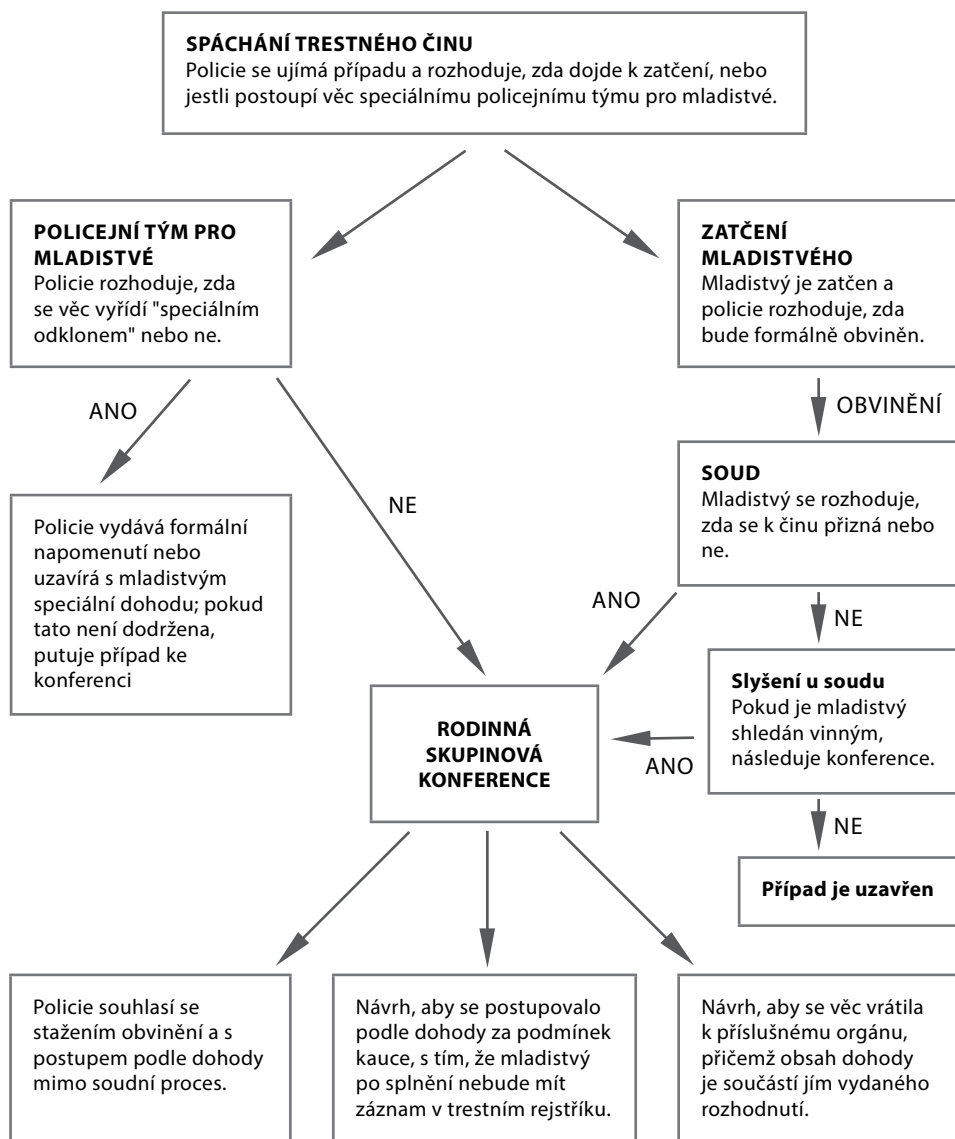 SPÁCHÁNÍ TRESTNÉHO ČINU
Policie se ujímá případu a rozhoduje, zda dojde k zatčení, nebo
jestli postoupí věc speciálnímu policejnímu týmu pro mladistvé.
POLICEJNÍ TÝM PRO
MLADISTVÉ
Policie rozhoduje, zda
se věc vyřídí "speciálním
odklonem" nebo ne.
ZATČENÍ
MLADISTVÉHO
Mladistvý je zatčen a
policie rozhoduje, zda
bude formálně obviněn.
ANO
OBVINĚNÍ
NE
SOUD
Mladistvý se rozhoduje,
zda se k činu přizná nebo
ne.
Policie vydává formální
napomenutí nebo
uzavírá s mladistvým
speciální dohodu; pokud
tato není dodržena,
putuje případ ke
konferenci
ANO
NE
Slyšení u soudu
Pokud je mladistvý
shledán vinným,
následuje konference.
RODINNÁ
SKUPINOVÁ
KONFERENCE
ANO
NE
Případ je uzavřen
Policie souhlasí se
stažením obvinění a s
postupem podle dohody
mimo soudní proces.
Návrh, aby se postupovalo
podle dohody za podmínek
kauce, s tím, že mladistvý
po splnění nebude mít
záznam v trestním rejstříku.
Návrh, aby se věc vrátila
k příslušnému orgánu,
přičemž obsah dohody
je součástí jím vydaného
rozhodnutí.